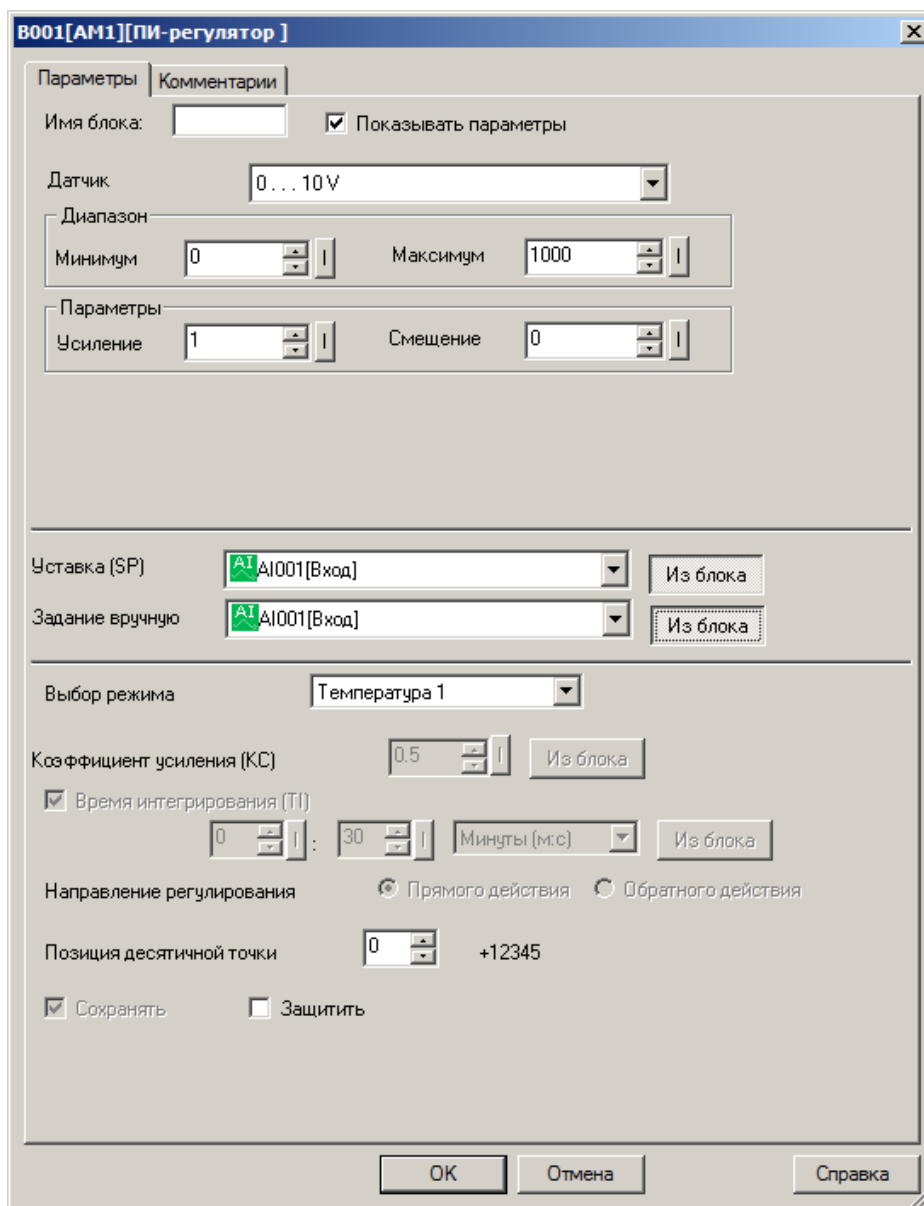 B001[AM1][ПИ-регулятор ]
Параметры Комментарии
Имя блока: Показывать параметры
Датчик 0 . . . 10 V
Диапазон
Минимум 0 I Максимум 1000 I
Параметры
Усиление 1 I Смещение 0 I
Уставка (SP) AI AI001[Вход] Из блока
Задание вручную AI AI001[Вход] Из блока
Выбор режима Температура 1
Коэффициент усиления (KC) 0.5 I Из блока
Время интегрирования (TI)
0 I : 30 I Минуты (м:с) Из блока
Направление регулирования Прямого действия Обратного действия
Позиция десятичной точки 0 +12345
Сохранять Защитить
OK Отмена Справка